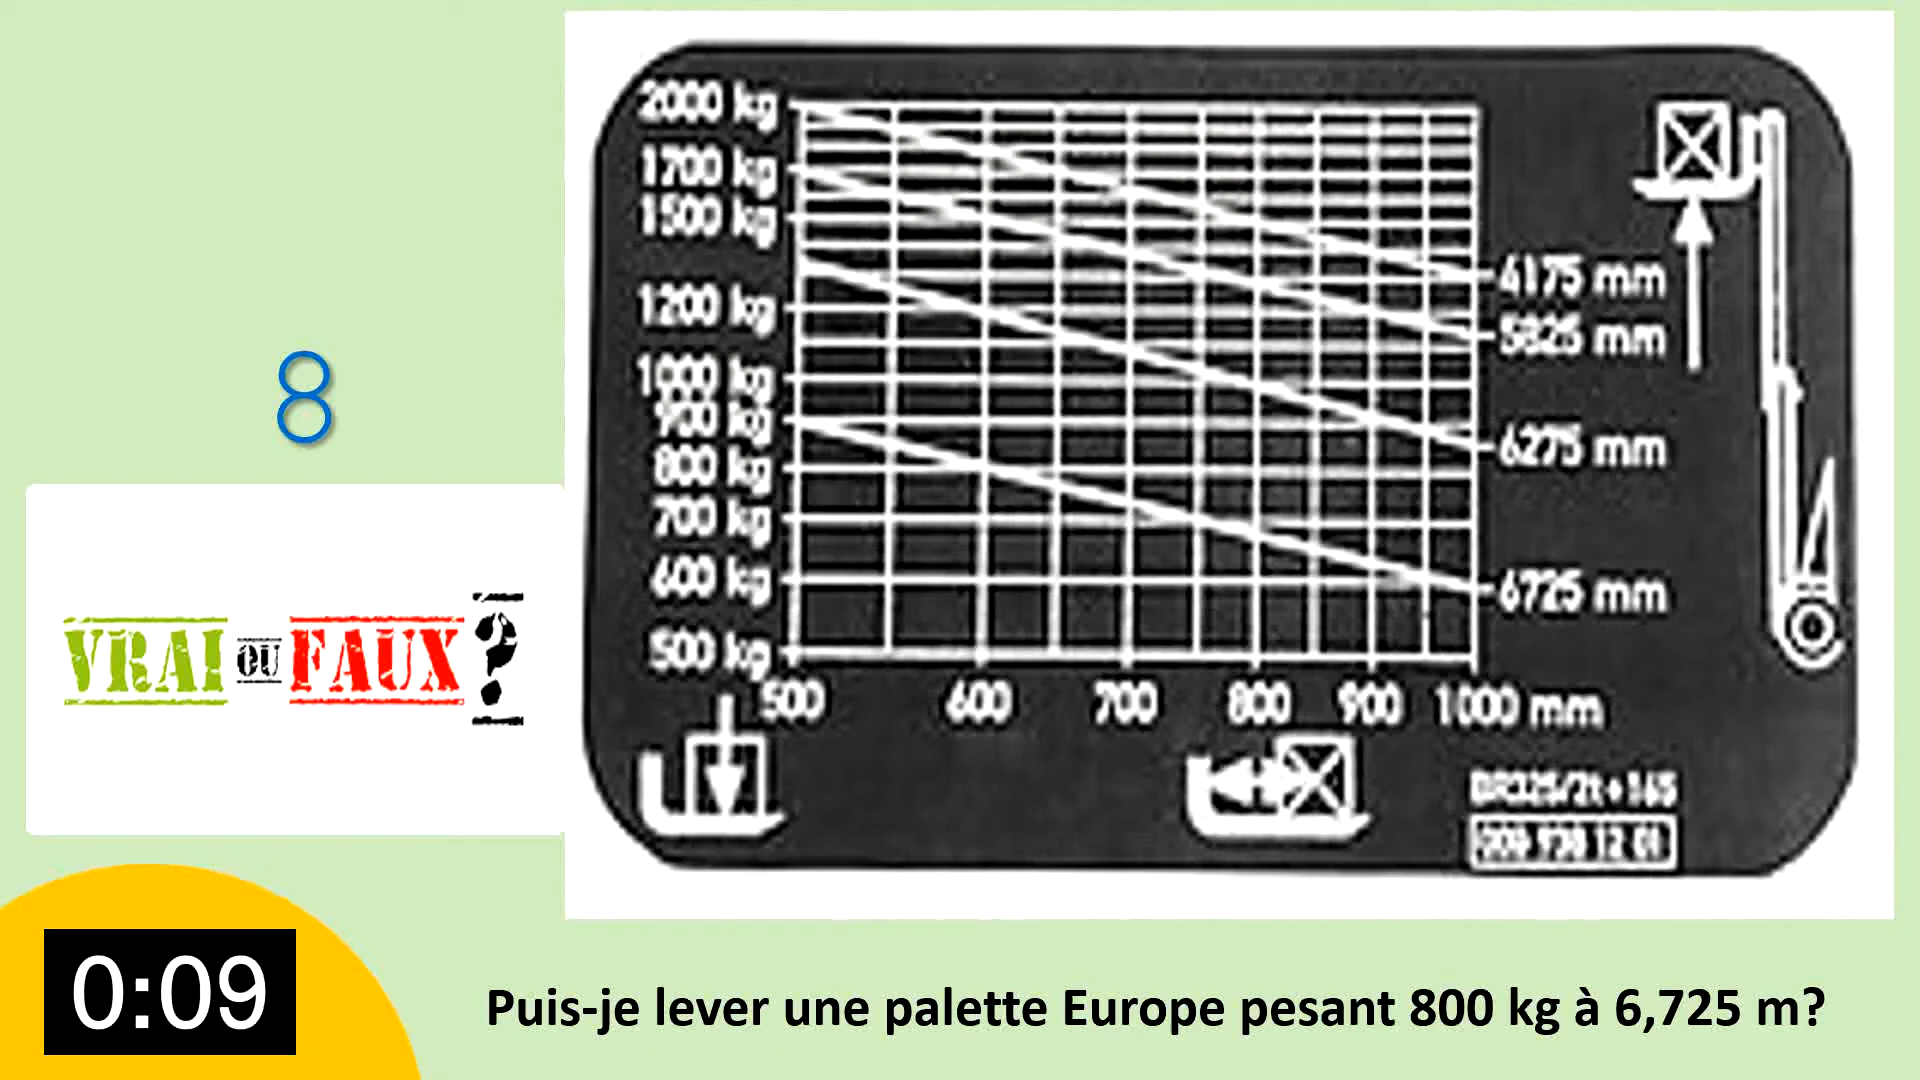 8
VRAI ou FAUX ?
0:09
2000 kg
1700 kg
1500 kg
1200 kg
1000 kg
900 kg
800 kg
700 kg
600 kg
500 kg
4175 mm
5825 mm
6275 mm
6725 mm
500 600 700 800 900 1000 mm
Puis-je lever une palette Europe pesant 800 kg à 6,725 m?